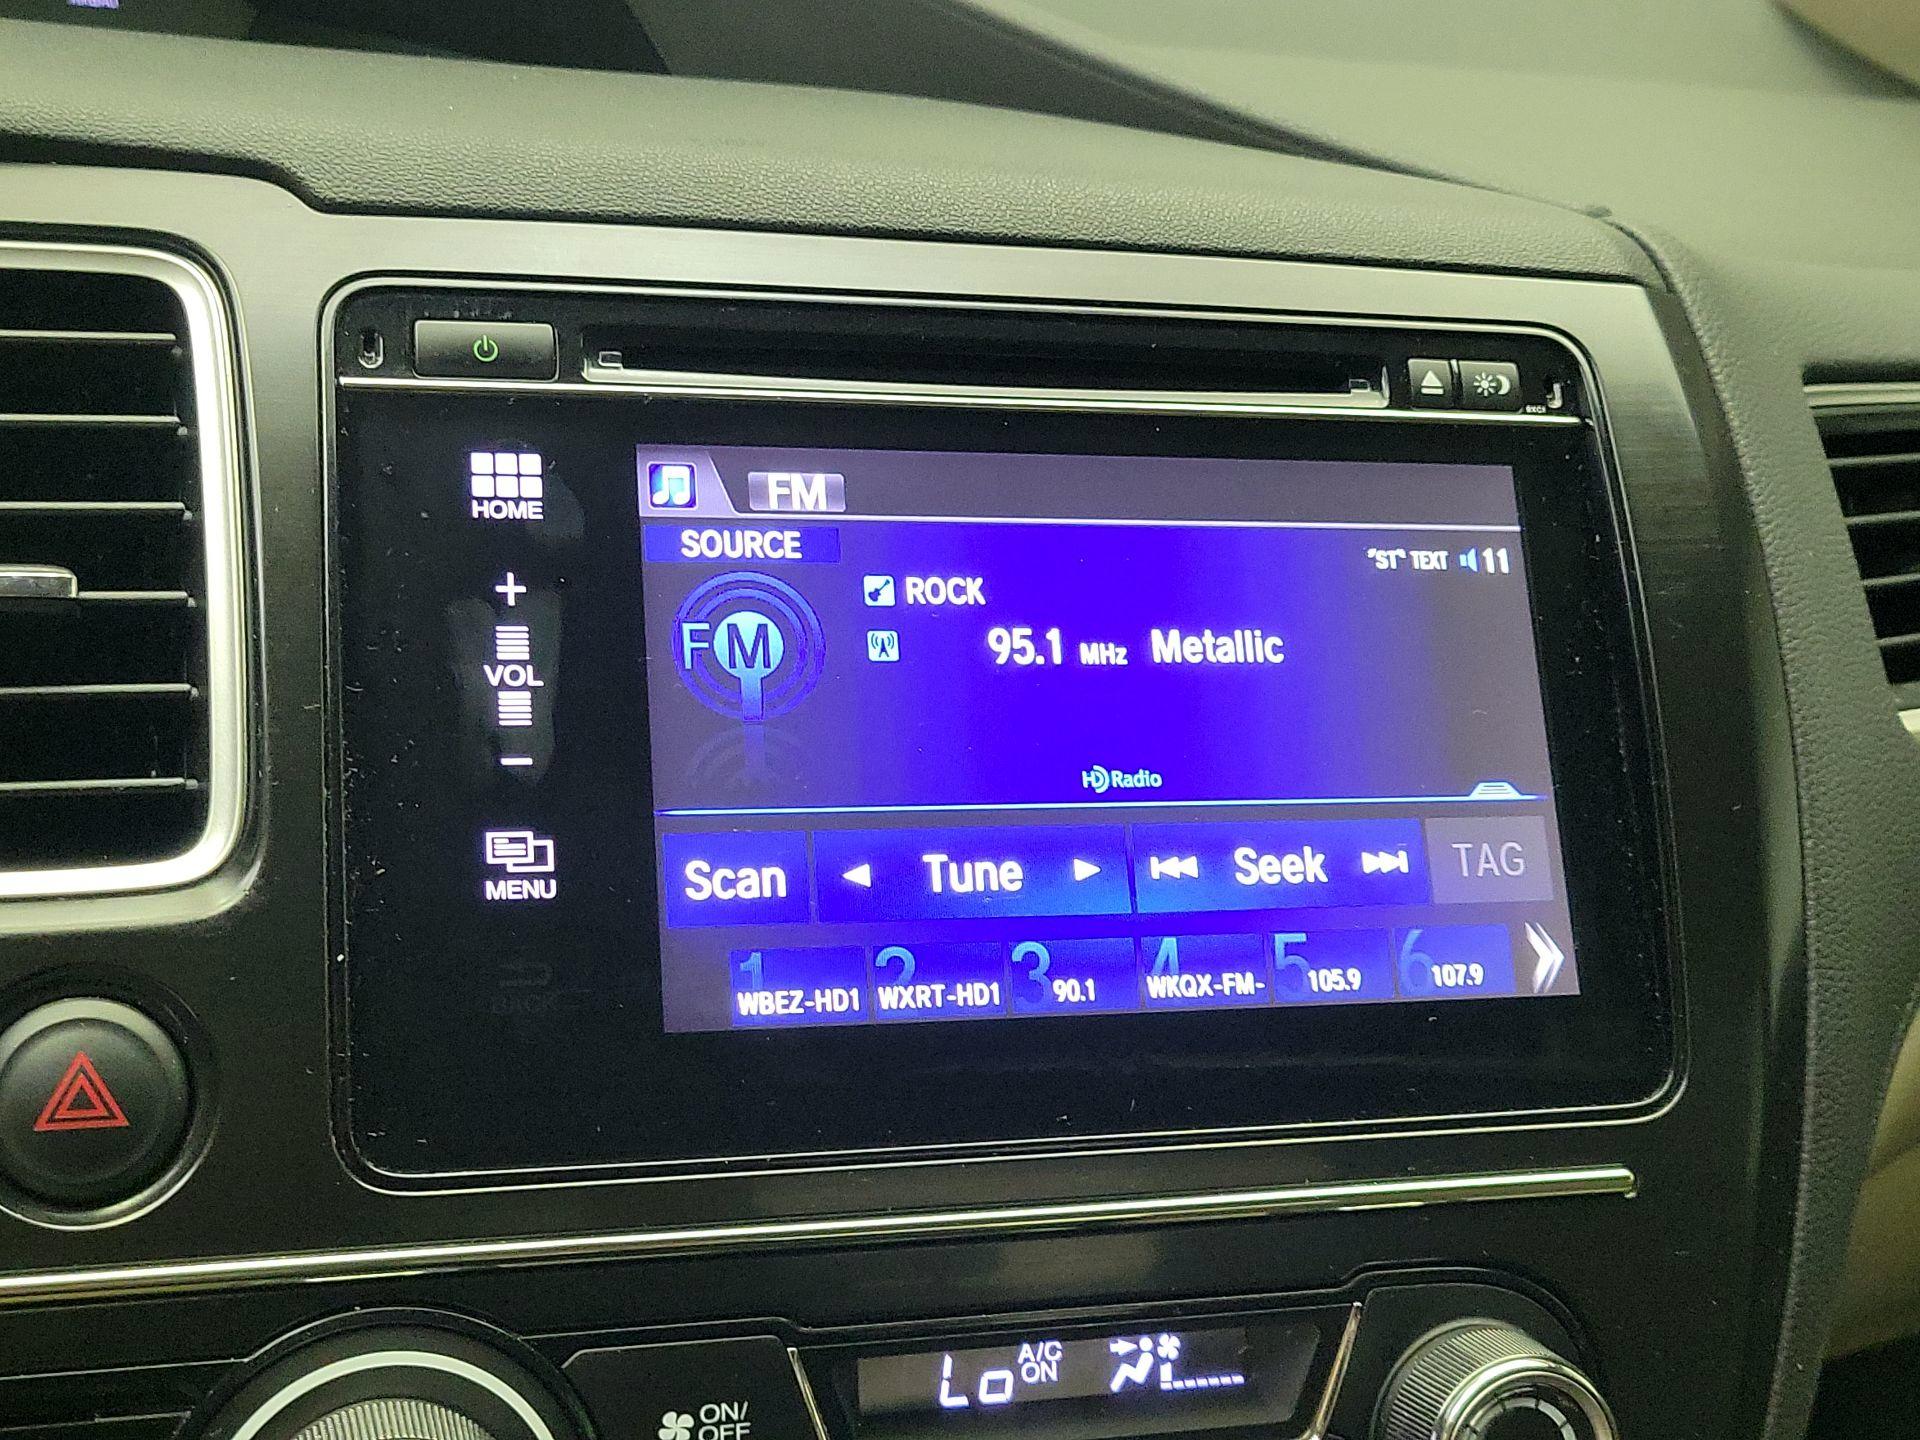 HOME
+
VOL
−
MENU
FM
SOURCE
"ST" TEXT 11
FM
ROCK
95.1 MHz Metallic
HD Radio
Scan ◀ Tune ▶ ⏮ Seek ⏭ TAG
1 WBEZ-HD1
2 WXRT-HD1
3 90.1
4 WKQX-FM-
5 105.9
6 107.9
ON/
OFF
Lo A/C
ON